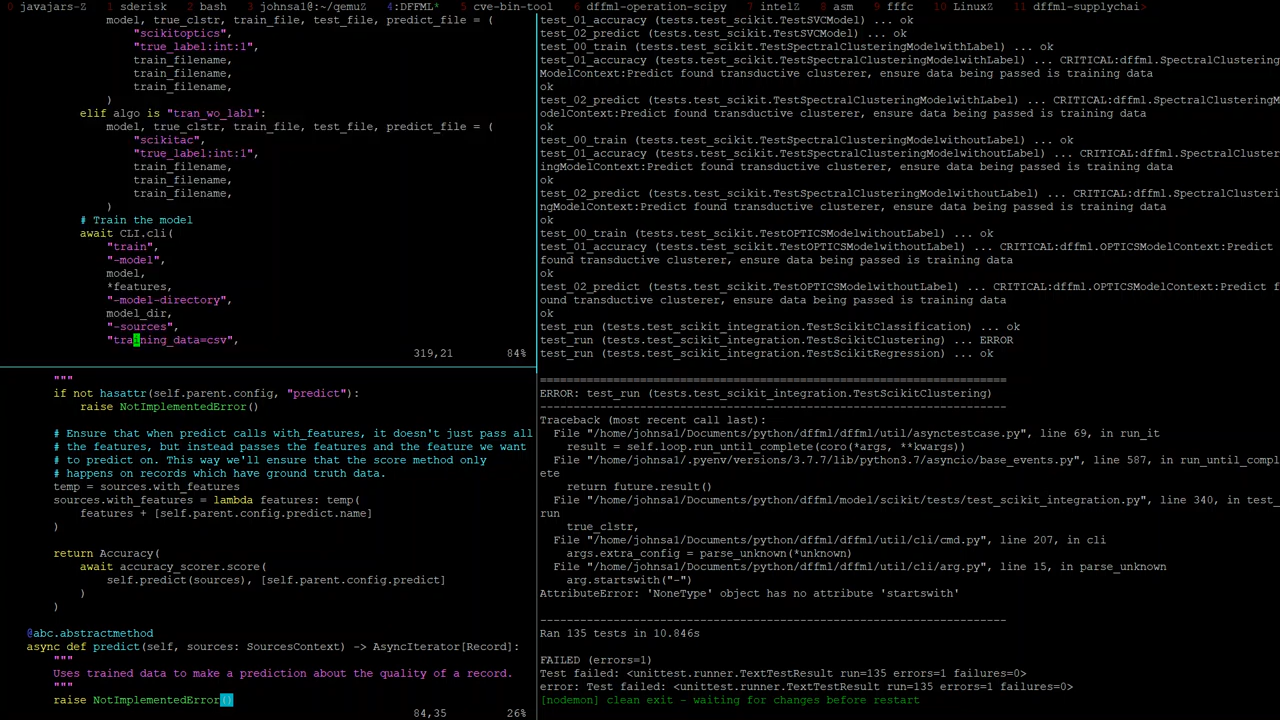 0 javajars-Z  1 sderisk  2 bash  3 johnsa1@:~/qemuZ  4:DFFML*  5 cve-bin-tool  6 dffml-operation-scipy  7 intelZ  8 asm  9 fffc  10 LinuxZ  11 dffml-supplychai>
model, true_clstr, train_file, test_file, predict_file = (
"scikitoptics",
"true_label:int:1",
train_filename,
train_filename,
train_filename,
)
elif algo is "tran_wo_labl":
model, true_clstr, train_file, test_file, predict_file = (
"scikitac",
"true_label:int:1",
train_filename,
train_filename,
train_filename,
)
# Train the model
await CLI.cli(
"train",
"-model",
model,
*features,
"-model-directory",
model_dir,
"-sources",
"training_data=csv",
319,21 84%
"""
if not hasattr(self.parent.config, "predict"):
raise NotImplementedError()
# Ensure that when predict calls with_features, it doesn't just pass all
# the features, but instead passes the features and the feature we want
# to predict on. This way we'll ensure that the score method only
# happens on records which have ground truth data.
temp = sources.with_features
sources.with_features = lambda features: temp(
features + [self.parent.config.predict.name]
)
return Accuracy(
await accuracy_scorer.score(
self.predict(sources), [self.parent.config.predict]
)
)
@abc.abstractmethod
async def predict(self, sources: SourcesContext) -> AsyncIterator[Record]:
"""
Uses trained data to make a prediction about the quality of a record.
"""
raise NotImplementedError()
84,35 26%
test_01_accuracy (tests.test_scikit.TestSVCModel) ... ok
test_02_predict (tests.test_scikit.TestSVCModel) ... ok
test_00_train (tests.test_scikit.TestSpectralClusteringModelwithLabel) ... ok
test_01_accuracy (tests.test_scikit.TestSpectralClusteringModelwithLabel) ... CRITICAL:dffml.SpectralClustering
ModelContext:Predict found transductive clusterer, ensure data being passed is training data
ok
test_02_predict (tests.test_scikit.TestSpectralClusteringModelwithLabel) ... CRITICAL:dffml.SpectralClusteringM
odelContext:Predict found transductive clusterer, ensure data being passed is training data
ok
test_00_train (tests.test_scikit.TestSpectralClusteringModelwithoutLabel) ... ok
test_01_accuracy (tests.test_scikit.TestSpectralClusteringModelwithoutLabel) ... CRITICAL:dffml.SpectralCluster
ingModelContext:Predict found transductive clusterer, ensure data being passed is training data
ok
test_02_predict (tests.test_scikit.TestSpectralClusteringModelwithoutLabel) ... CRITICAL:dffml.SpectralClusteri
ngModelContext:Predict found transductive clusterer, ensure data being passed is training data
ok
test_00_train (tests.test_scikit.TestOPTICSModelwithoutLabel) ... ok
test_01_accuracy (tests.test_scikit.TestOPTICSModelwithoutLabel) ... CRITICAL:dffml.OPTICSModelContext:Predict
found transductive clusterer, ensure data being passed is training data
ok
test_02_predict (tests.test_scikit.TestOPTICSModelwithoutLabel) ... CRITICAL:dffml.OPTICSModelContext:Predict f
ound transductive clusterer, ensure data being passed is training data
ok
test_run (tests.test_scikit_integration.TestScikitClassification) ... ok
test_run (tests.test_scikit_integration.TestScikitClustering) ... ERROR
test_run (tests.test_scikit_integration.TestScikitRegression) ... ok
======================================================================
ERROR: test_run (tests.test_scikit_integration.TestScikitClustering)
----------------------------------------------------------------------
Traceback (most recent call last):
File "/home/johnsa1/Documents/python/dffml/dffml/util/asynctestcase.py", line 69, in run_it
result = self.loop.run_until_complete(coro(*args, **kwargs))
File "/home/johnsa1/.pyenv/versions/3.7.7/lib/python3.7/asyncio/base_events.py", line 587, in run_until_compl
ete
return future.result()
File "/home/johnsa1/Documents/python/dffml/model/scikit/tests/test_scikit_integration.py", line 340, in test_
run
true_clstr,
File "/home/johnsa1/Documents/python/dffml/dffml/util/cli/cmd.py", line 207, in cli
args.extra_config = parse_unknown(*unknown)
File "/home/johnsa1/Documents/python/dffml/dffml/util/cli/arg.py", line 15, in parse_unknown
arg.startswith("-")
AttributeError: 'NoneType' object has no attribute 'startswith'
----------------------------------------------------------------------
Ran 135 tests in 10.846s
FAILED (errors=1)
Test failed: <unittest.runner.TextTestResult run=135 errors=1 failures=0>
error: Test failed: <unittest.runner.TextTestResult run=135 errors=1 failures=0>
[nodemon] clean exit - waiting for changes before restart